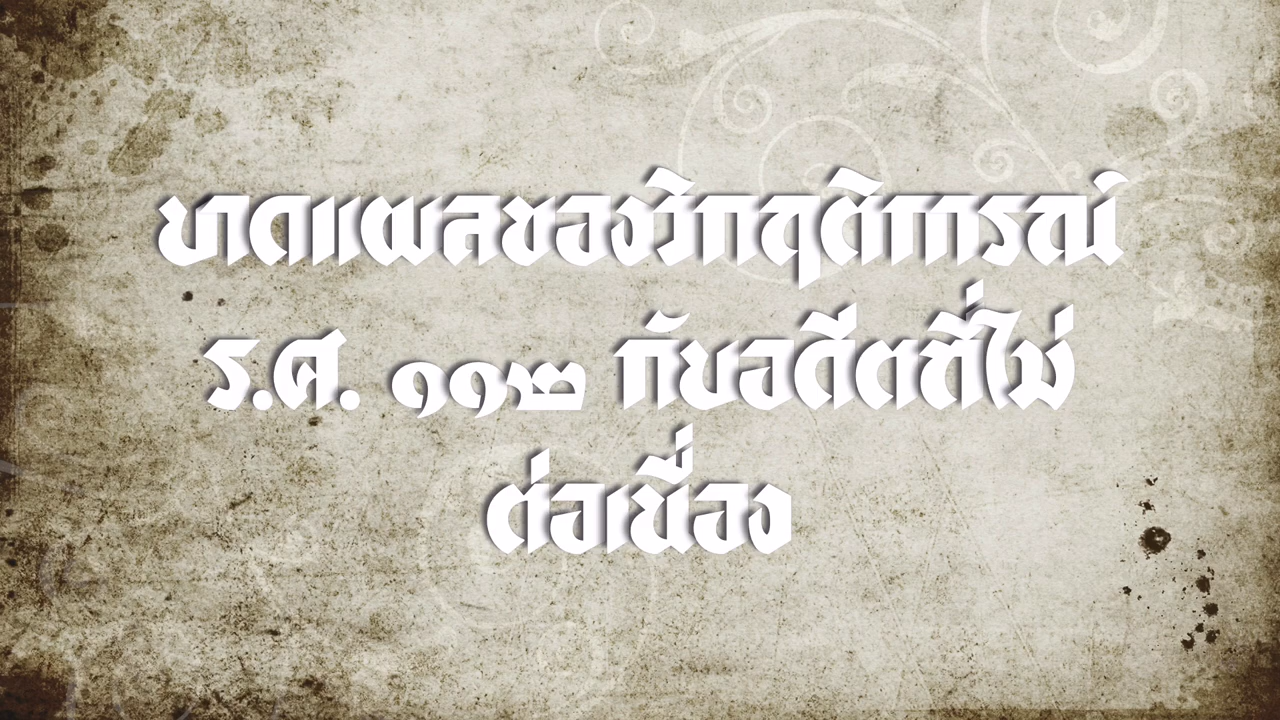 บาดแผลของวิกฤติการณ์
ร.ศ. ๑๑๒ กับอดีตที่ไม่
ต่อเนื่อง